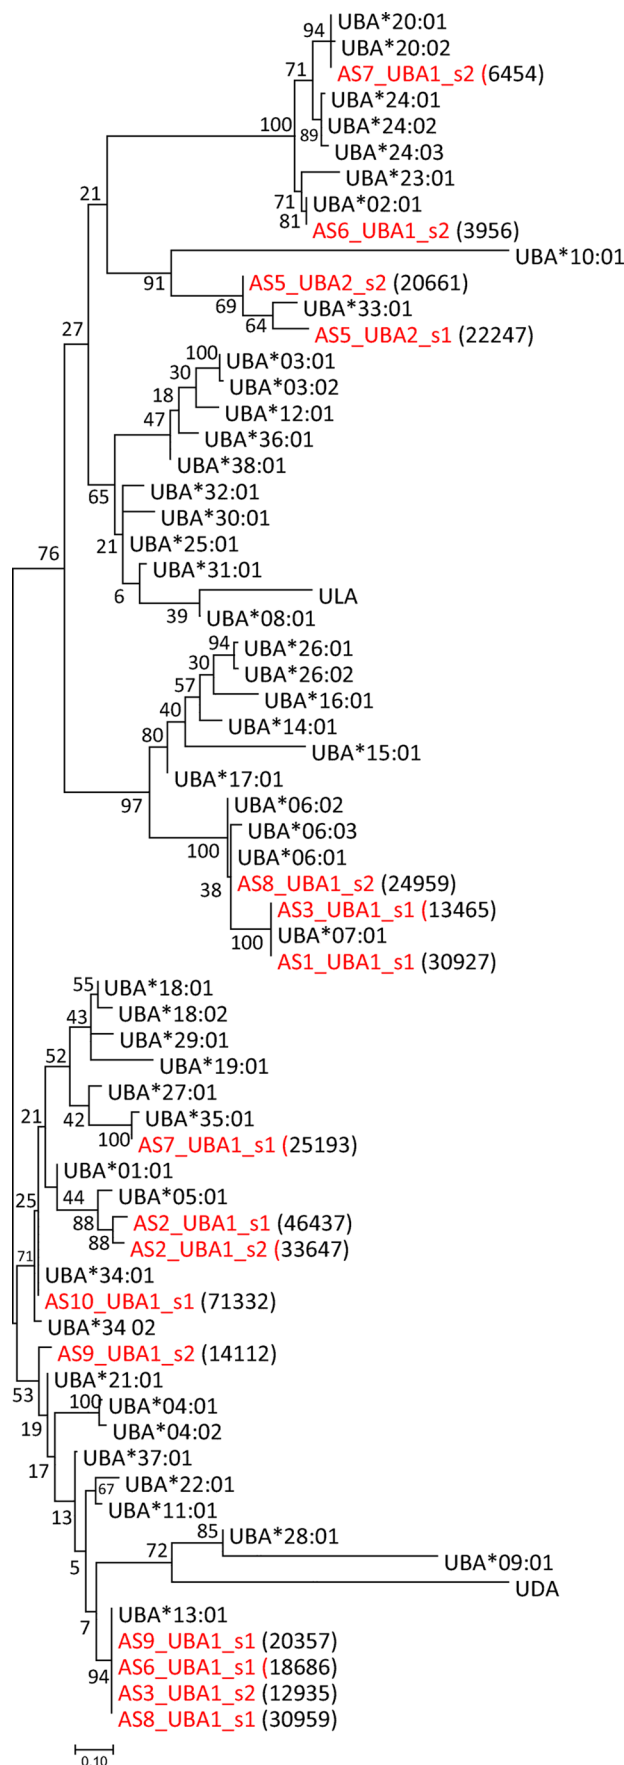 94
UBA*20:01
UBA*20:02
AS7_UBA1_s2 (6454)
71
UBA*24:01
100
89
UBA*24:02
UBA*24:03
UBA*23:01
71
UBA*02:01
81
AS6_UBA1_s2 (3956)
21
UBA*10:01
91
AS5_UBA2_s2 (20661)
69
UBA*33:01
64
AS5_UBA2_s1 (22247)
27
100
UBA*03:01
30
UBA*03:02
18
UBA*12:01
47
UBA*36:01
UBA*38:01
65
UBA*32:01
UBA*30:01
21
UBA*25:01
76
UBA*31:01
6
ULA
39
UBA*08:01
94
UBA*26:01
30
UBA*26:02
57
UBA*16:01
40
UBA*14:01
80
UBA*15:01
UBA*17:01
97
UBA*06:02
UBA*06:03
100
UBA*06:01
38
AS8_UBA1_s2 (24959)
AS3_UBA1_s1 (13465)
100
UBA*07:01
AS1_UBA1_s1 (30927)
55
UBA*18:01
43
UBA*18:02
UBA*29:01
52
UBA*19:01
UBA*27:01
42
UBA*35:01
100
AS7_UBA1_s1 (25193)
21
UBA*01:01
44
UBA*05:01
25
88
AS2_UBA1_s1 (46437)
88
AS2_UBA1_s2 (33647)
71
UBA*34:01
AS10_UBA1_s1 (71332)
UBA*34 02
AS9_UBA1_s2 (14112)
53
UBA*21:01
100
UBA*04:01
19
UBA*04:02
17
UBA*37:01
67
UBA*22:01
13
UBA*11:01
85
UBA*28:01
72
5
UBA*09:01
UDA
7
UBA*13:01
AS9_UBA1_s1 (20357)
94
AS6_UBA1_s1 (18686)
AS3_UBA1_s2 (12935)
AS8_UBA1_s1 (30959)
0.10